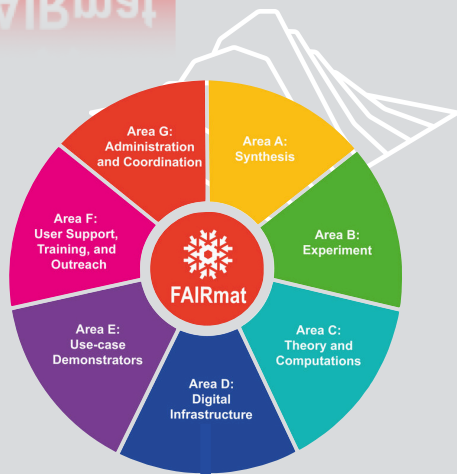 FAIRmat
Area G:
Administration
and Coordination
Area A:
Synthesis
Area F:
User Support,
Training, and
Outreach
Area B:
Experiment
FAIRmat
Area E:
Use-case
Demonstrators
Area C:
Theory and
Computations
Area D:
Digital
Infrastructure